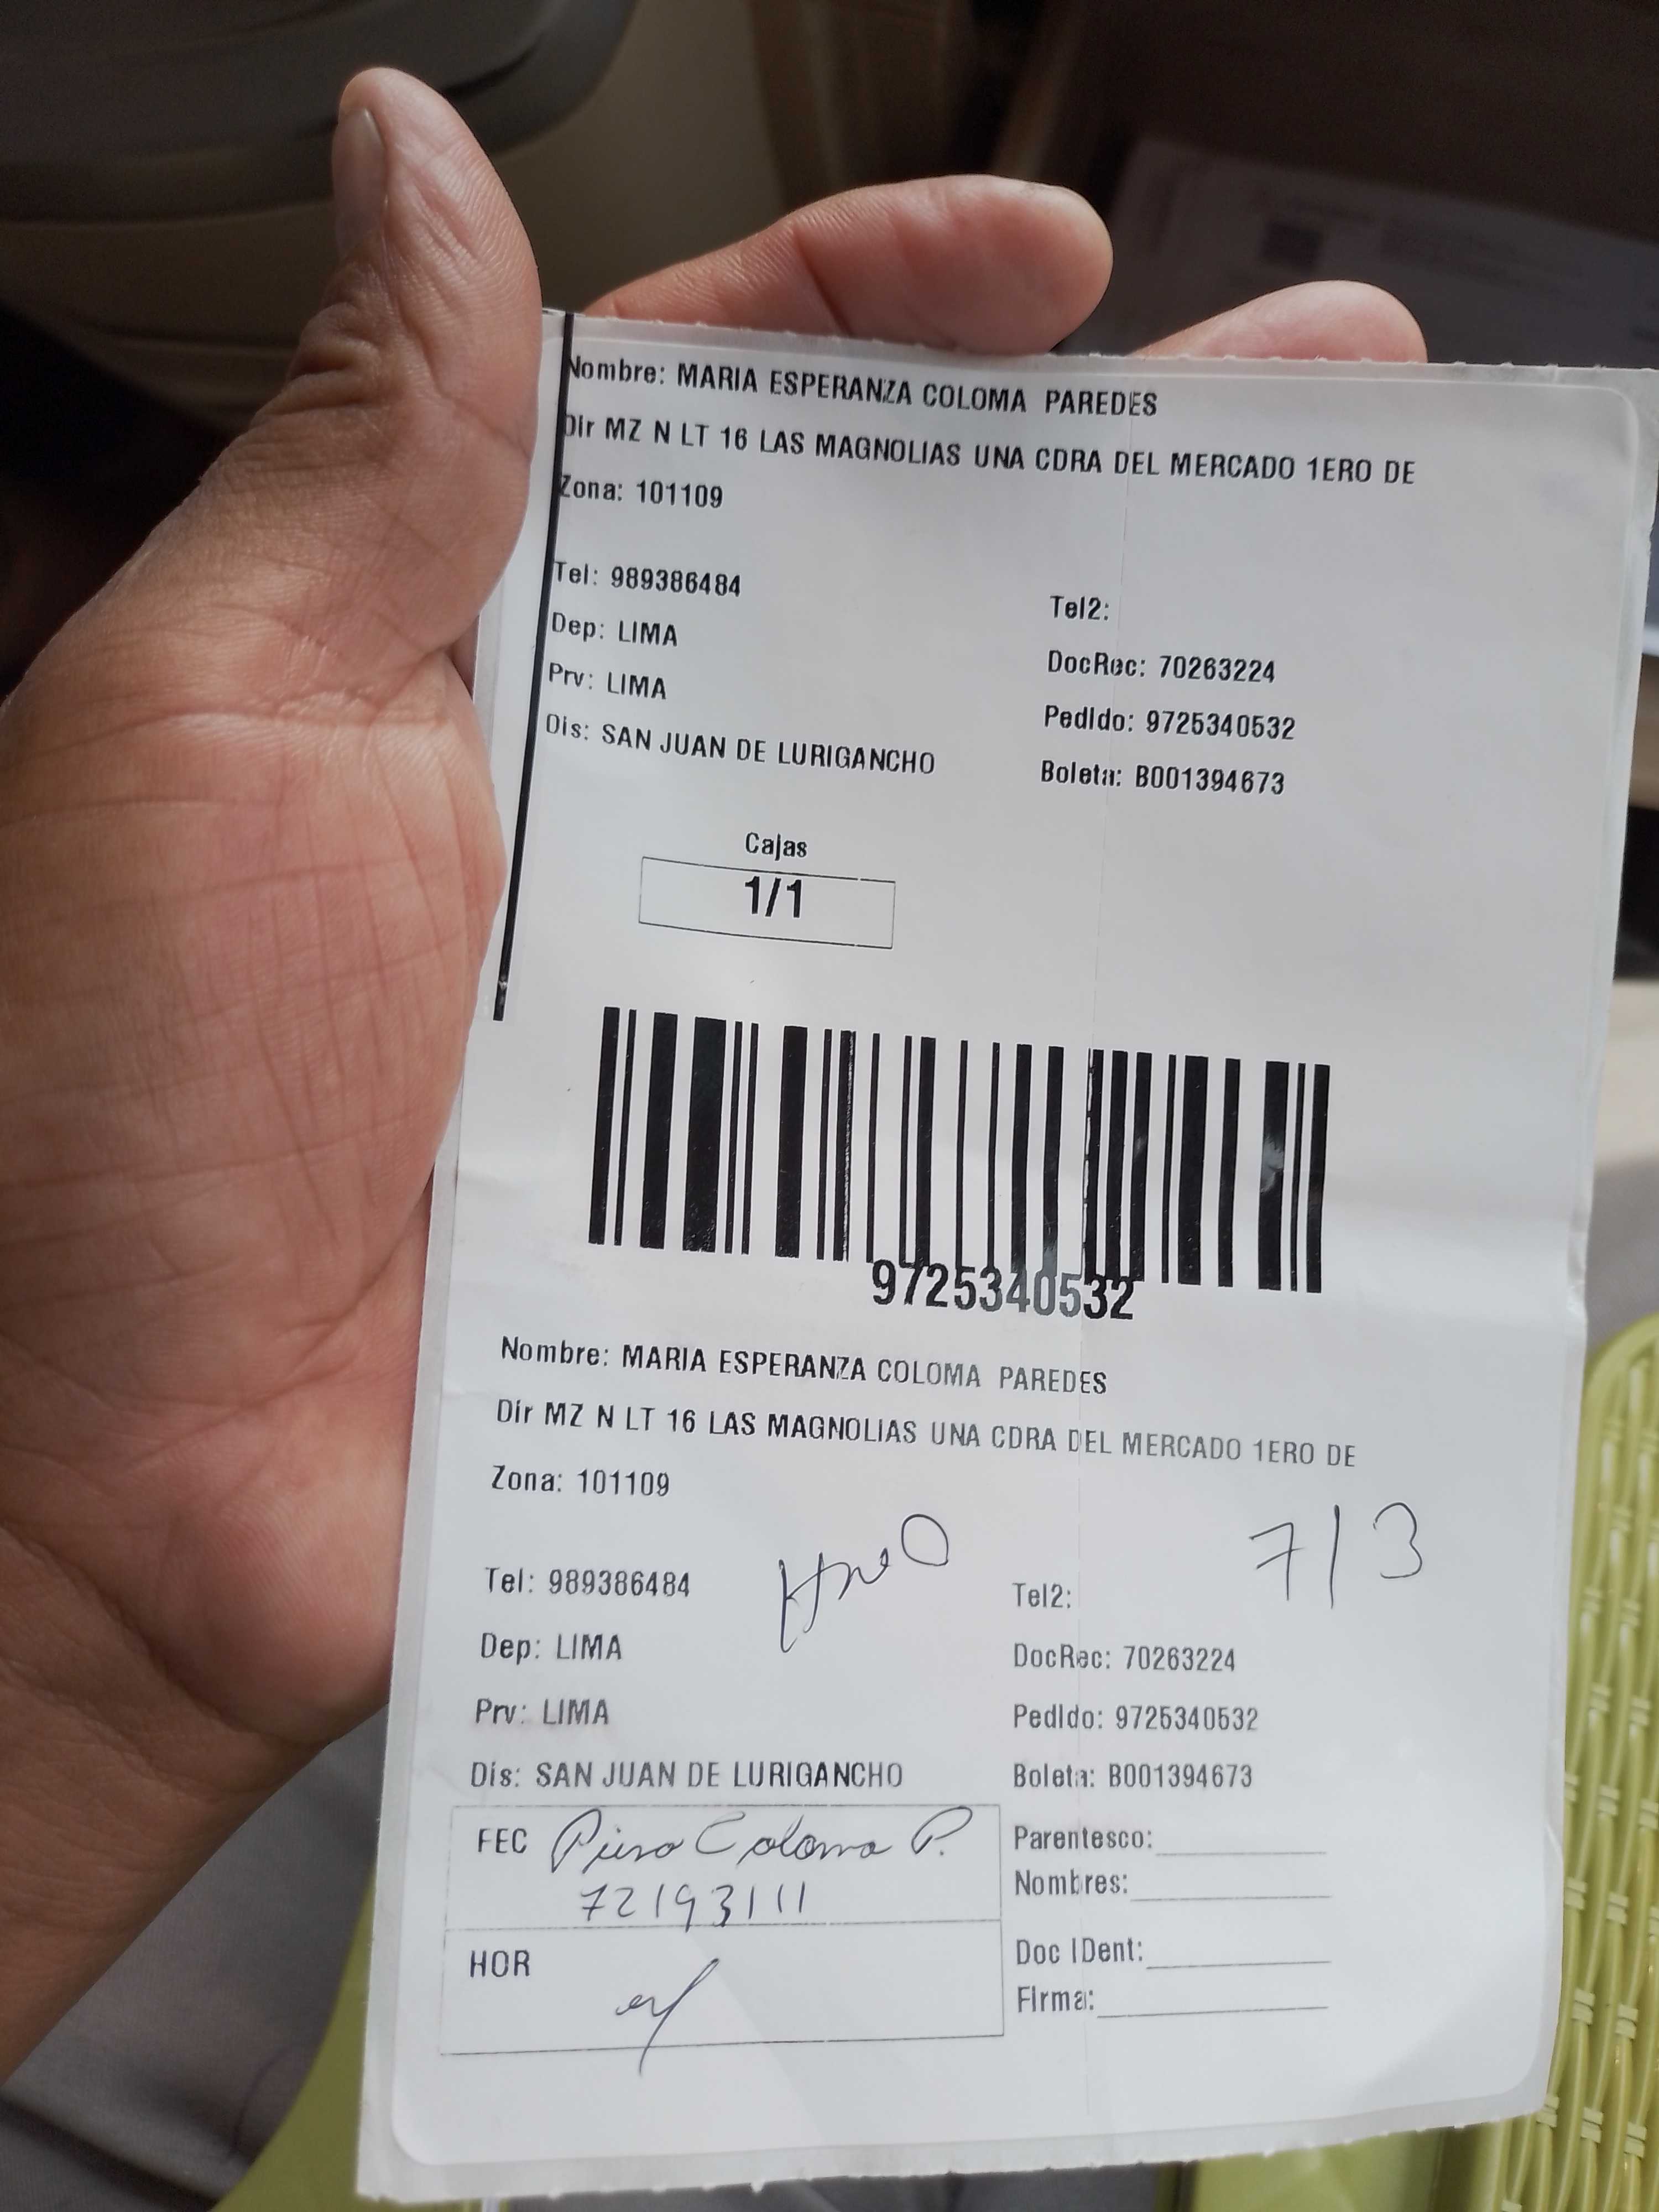 Nombre: MARIA ESPERANZA COLOMA PAREDES
Dir MZ N LT 16 LAS MAGNOLIAS UNA CDRA DEL MERCADO 1ERO DE
Zona: 101109
Tel: 989386484
Tel2:
Dep: LIMA
DocRec: 70263224
Prv: LIMA
Pedido: 9725340532
Dis: SAN JUAN DE LURIGANCHO
Boleta: B001394673
Cajas
1/1
9725340532
Nombre: MARIA ESPERANZA COLOMA PAREDES
Dir MZ N LT 16 LAS MAGNOLIAS UNA CDRA DEL MERCADO 1ERO DE
Zona: 101109
7/3
Tel: 989386484
Hno
Tel2:
Dep: LIMA
DocRec: 70263224
Prv: LIMA
Pedido: 9725340532
Dis: SAN JUAN DE LURIGANCHO
Boleta: B001394673
FEC Piero Coloma P.
72193111
Parentesco:
Nombres:
HOR
Doc IDent:
Firma: